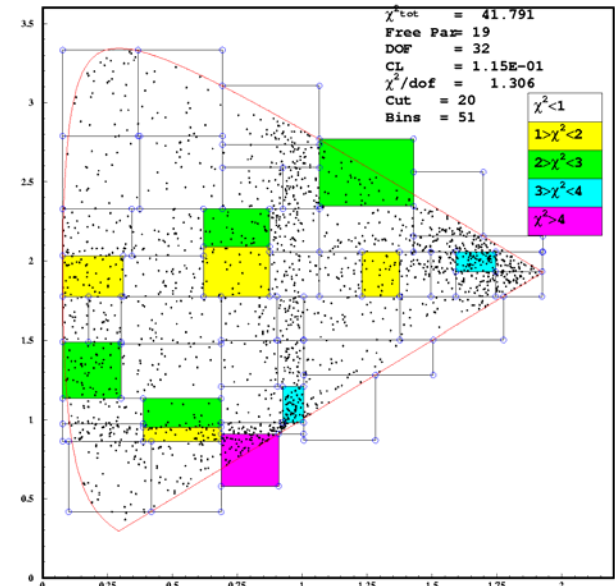 3.5
χ²tot = 41.791
Free Par= 19
DOF = 32
CL = 1.15E-01
χ²/dof = 1.306
Cut = 20
Bins = 51
3
χ²<1
1>χ²<2
2.5
2>χ²<3
3>χ²<4
χ²>4
2
1.5
1
0.5
0
0 0.25 0.5 0.75 1 1.25 1.5 1.75 2